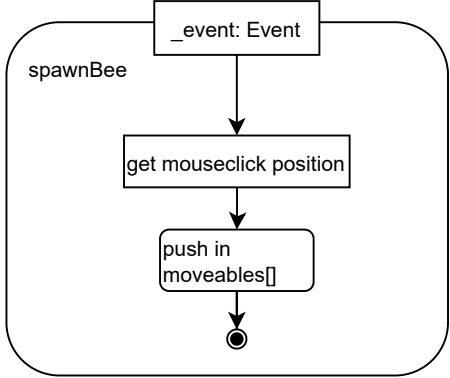 _event: Event
spawnBee
get mouseclick position
push in
moveables[]